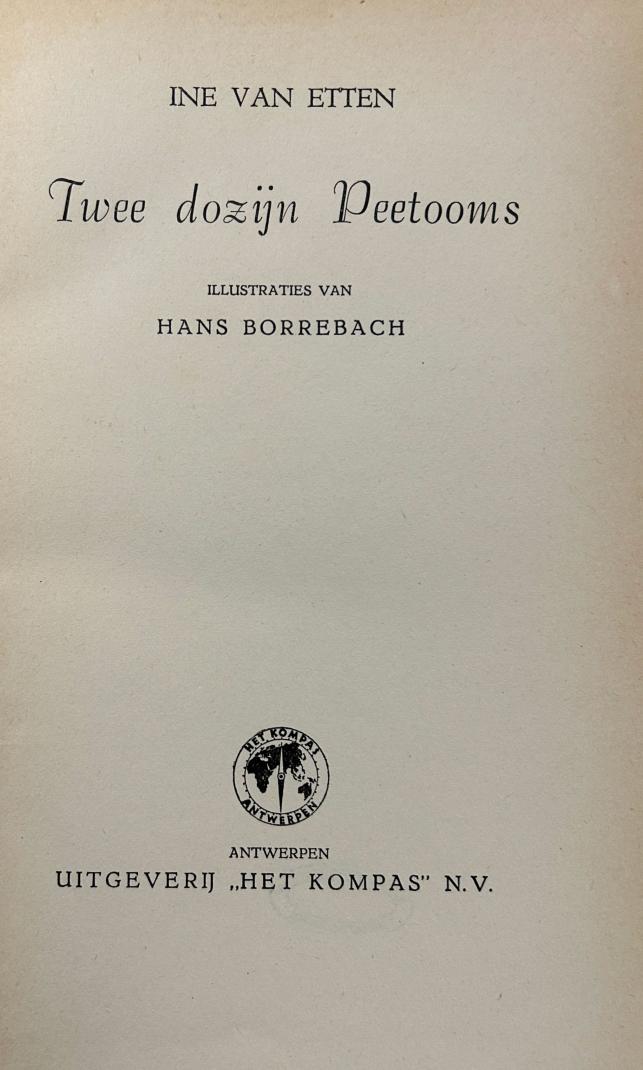 INE VAN ETTEN
Twee dozijn Peetooms
ILLUSTRATIES VAN
HANS BORREBACH
HET KOMPAS
ANTWERPEN
ANTWERPEN
UITGEVERIJ „HET KOMPAS” N.V.